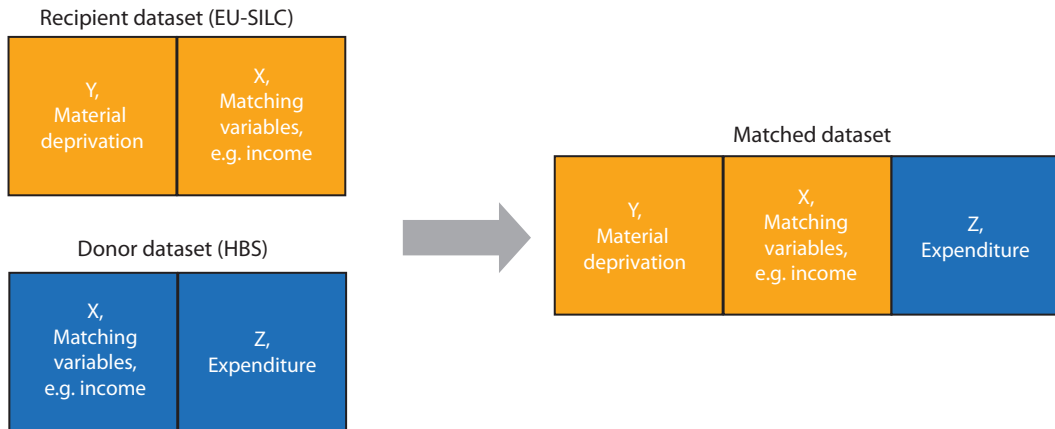 Recipient dataset (EU-SILC)
Y,
Material
deprivation
X,
Matching
variables,
e.g. income
Donor dataset (HBS)
X,
Matching
variables,
e.g. income
Z,
Expenditure
Matched dataset
Y,
Material
deprivation
X,
Matching
variables,
e.g. income
Z,
Expenditure